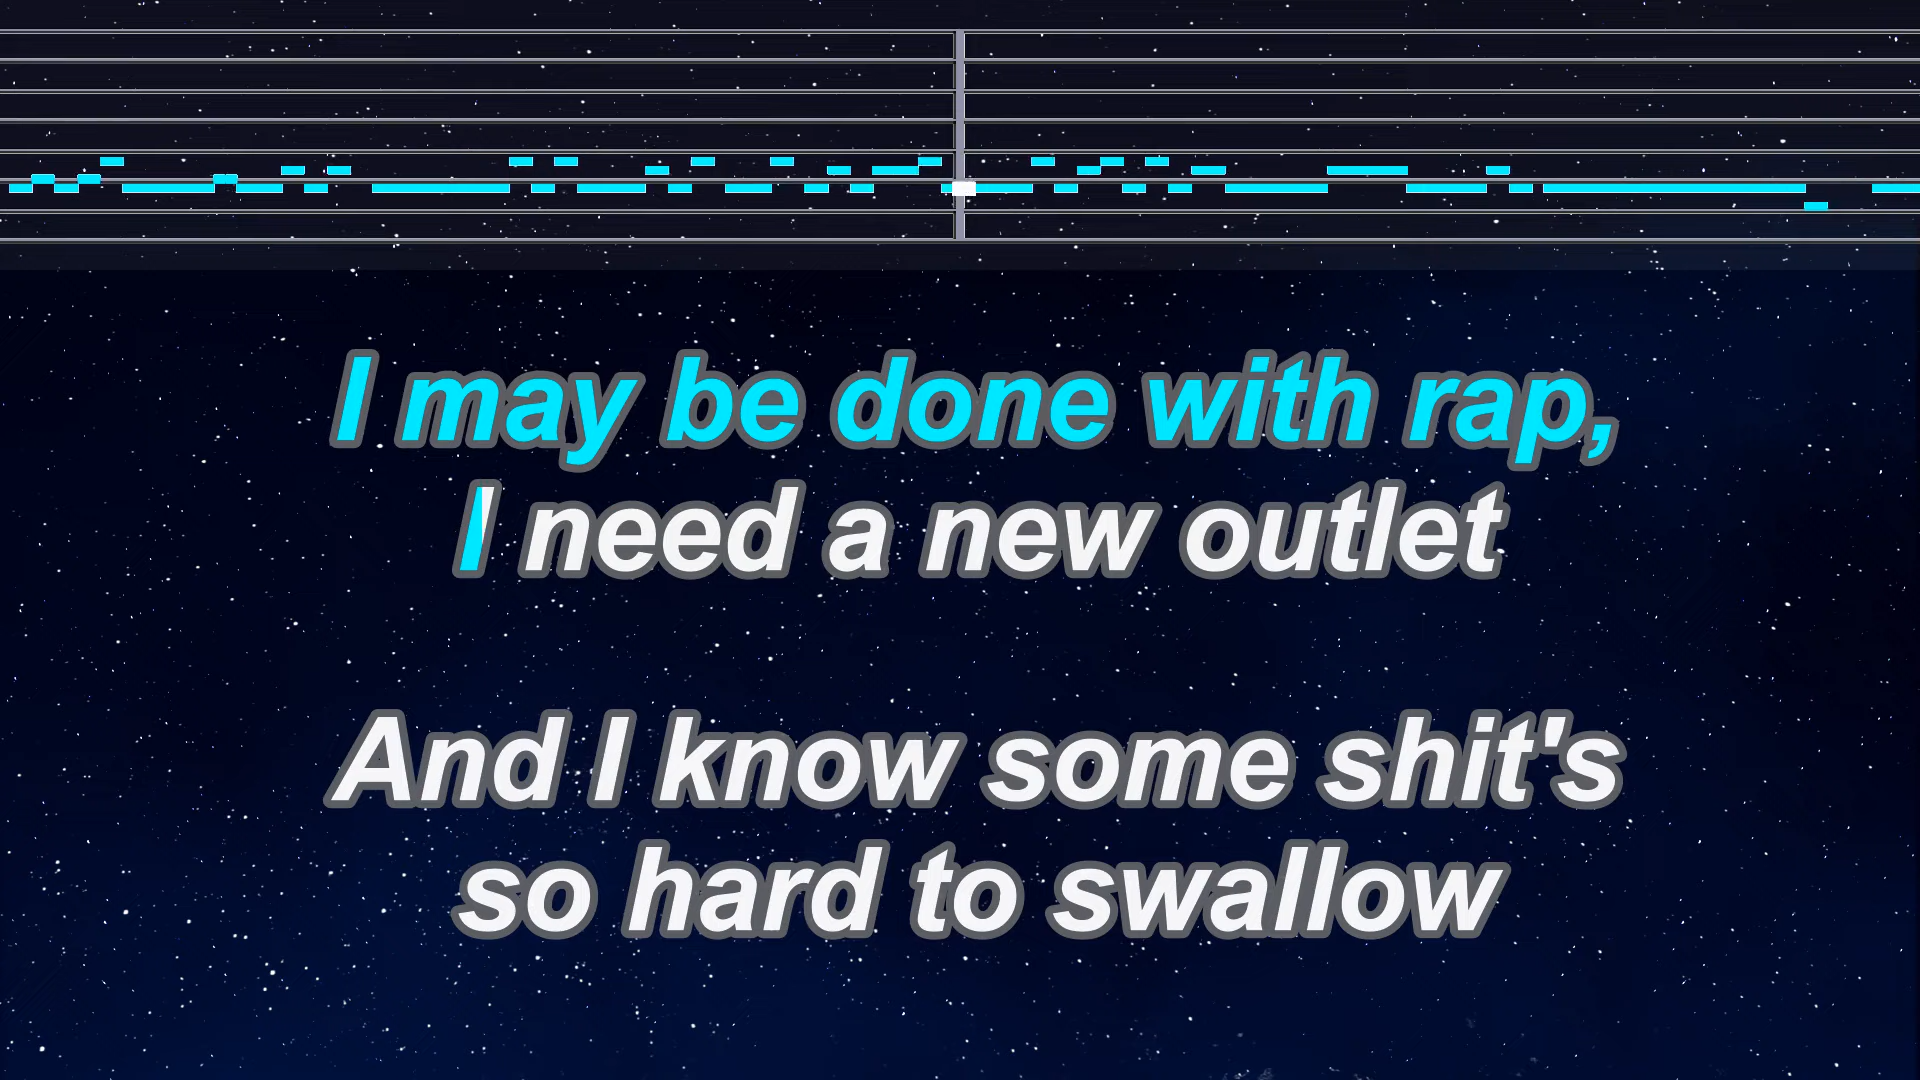 I may be done with rap,
I need a new outlet
And I know some shit's
so hard to swallow